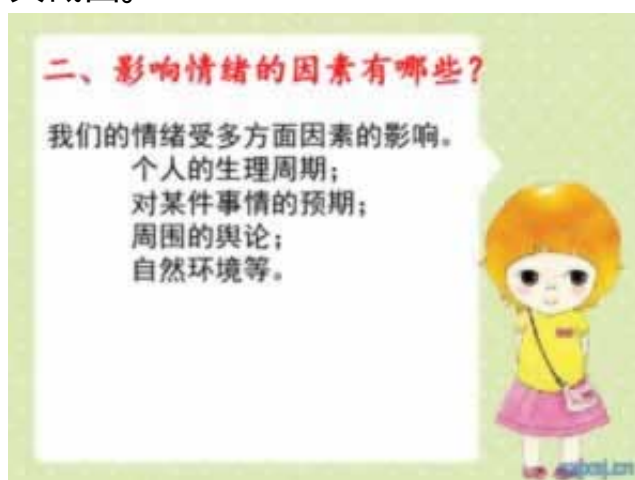 二、影响情绪的因素有哪些？
我们的情绪受多方面因素的影响。
个人的生理周期；
对某件事情的预期；
周围的舆论；
自然环境等。